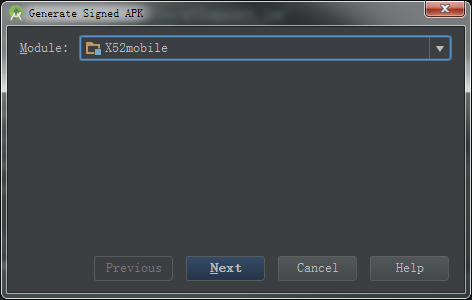 Generate Signed APK
Module: X52mobile
Previous Next Cancel Help